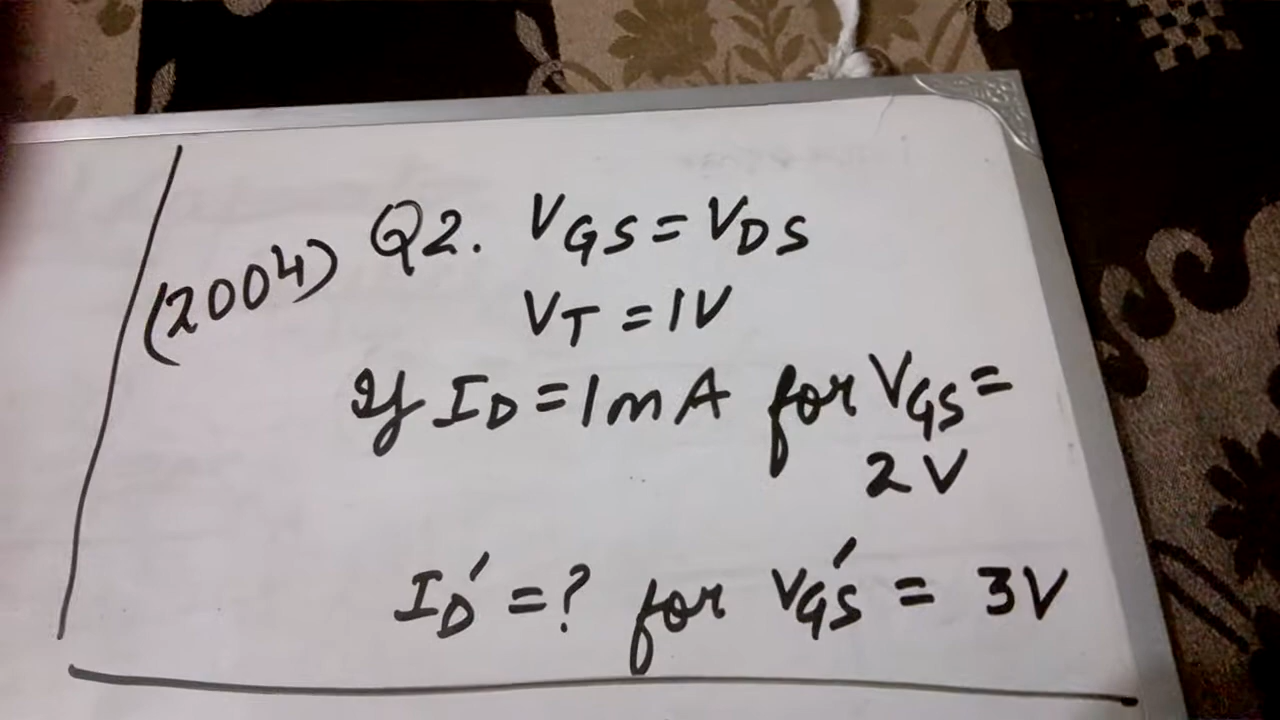 (2004) Q2. VGS = VDS
VT = 1V
If ID = 1mA for VGS =
2V
ID' = ? for VGS' = 3V